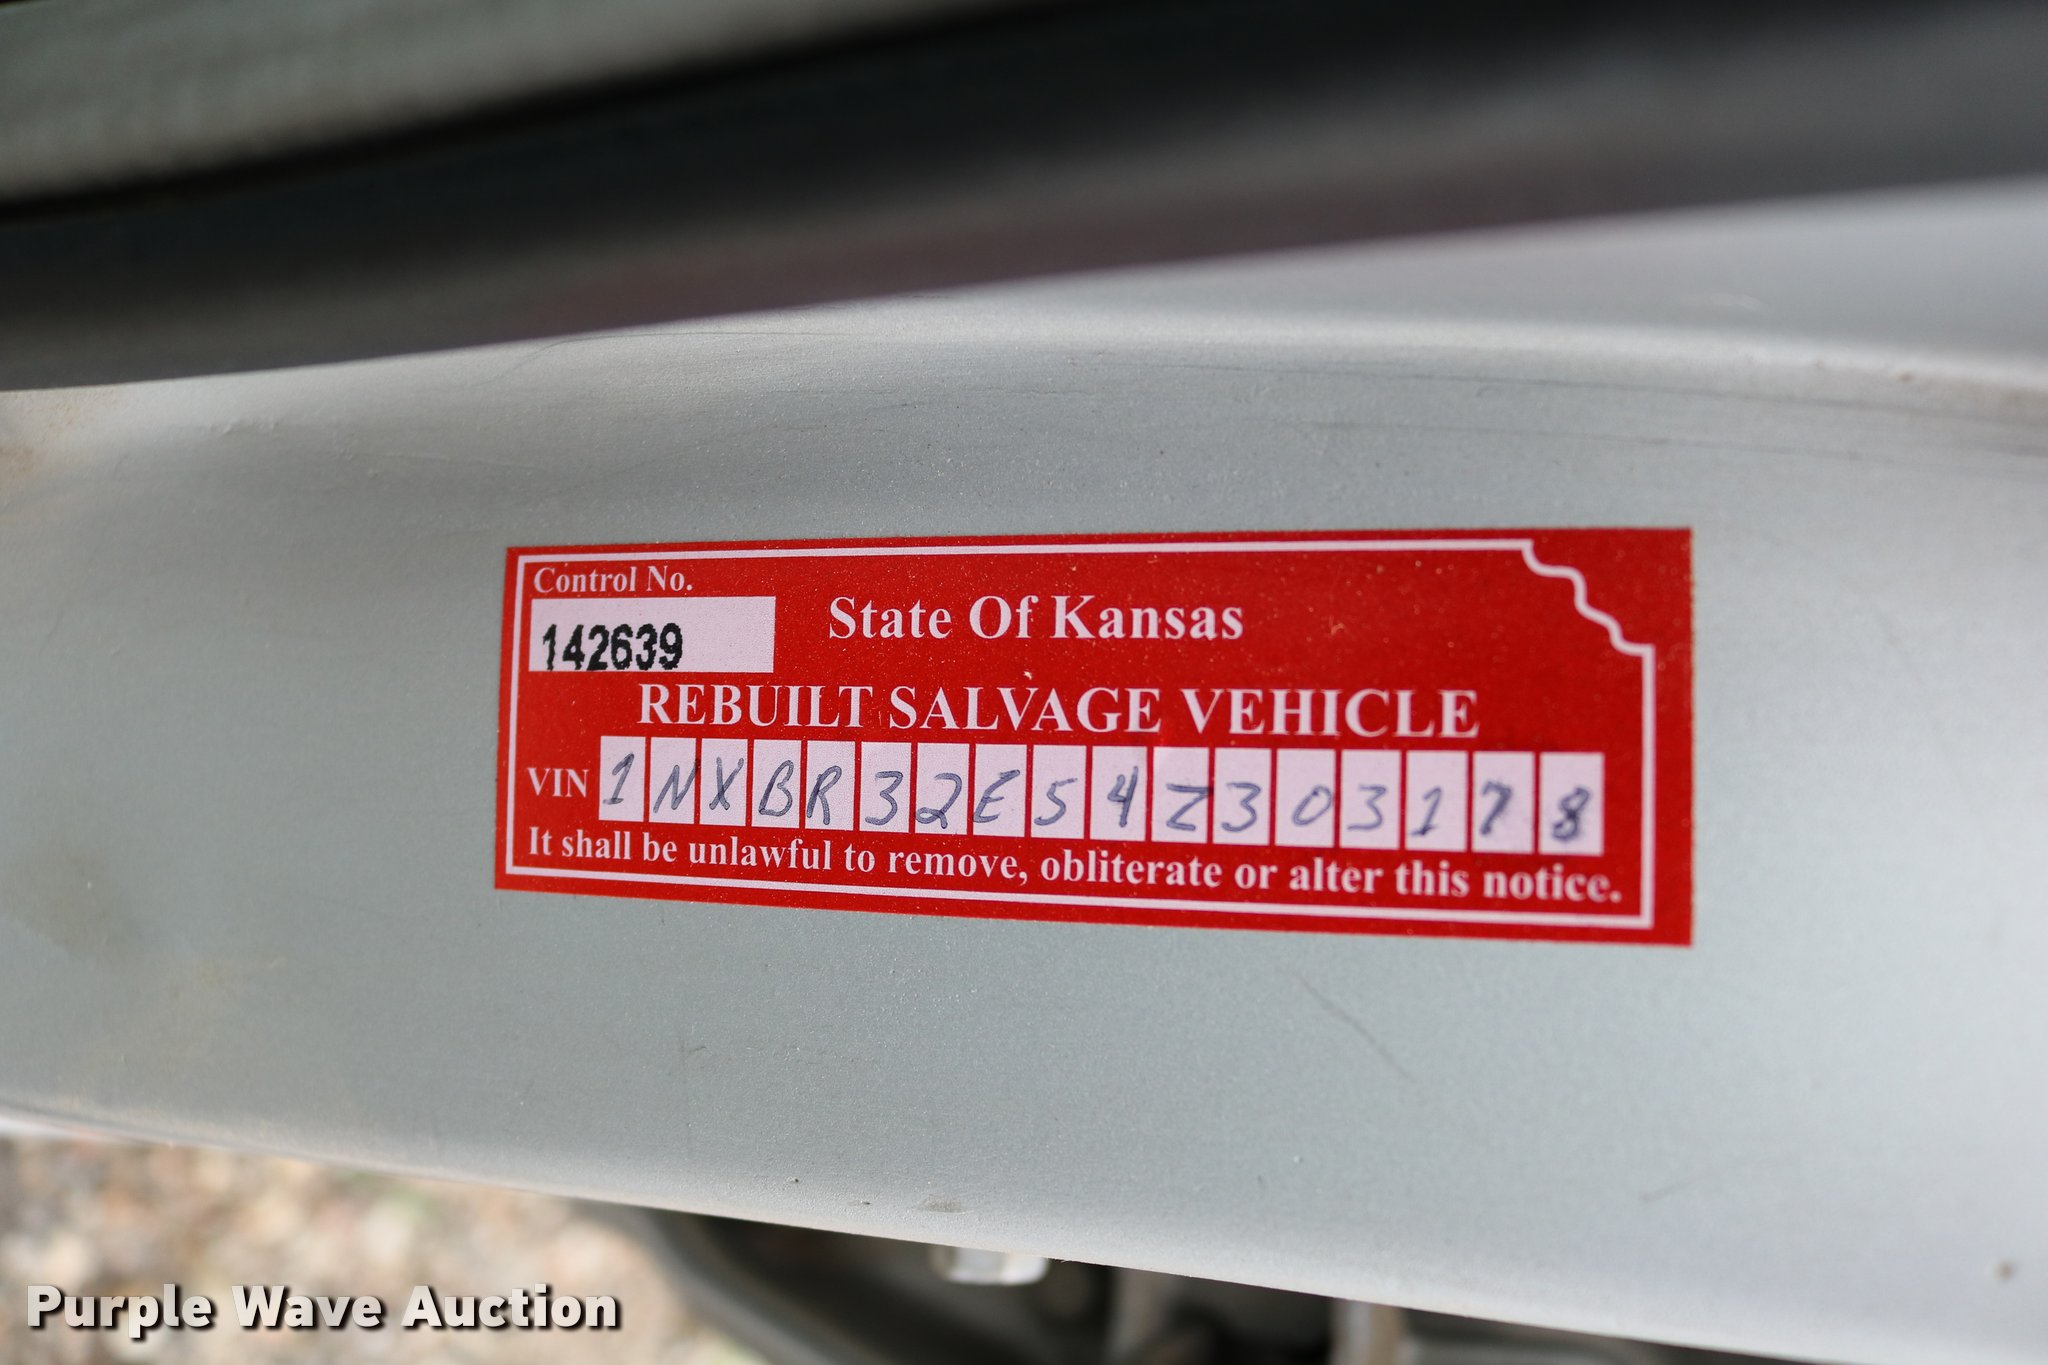 Control No.
142639
State Of Kansas
REBUILT SALVAGE VEHICLE
VIN 1NXBR32E54Z303178
It shall be unlawful to remove, obliterate or alter this notice.
Purple Wave Auction